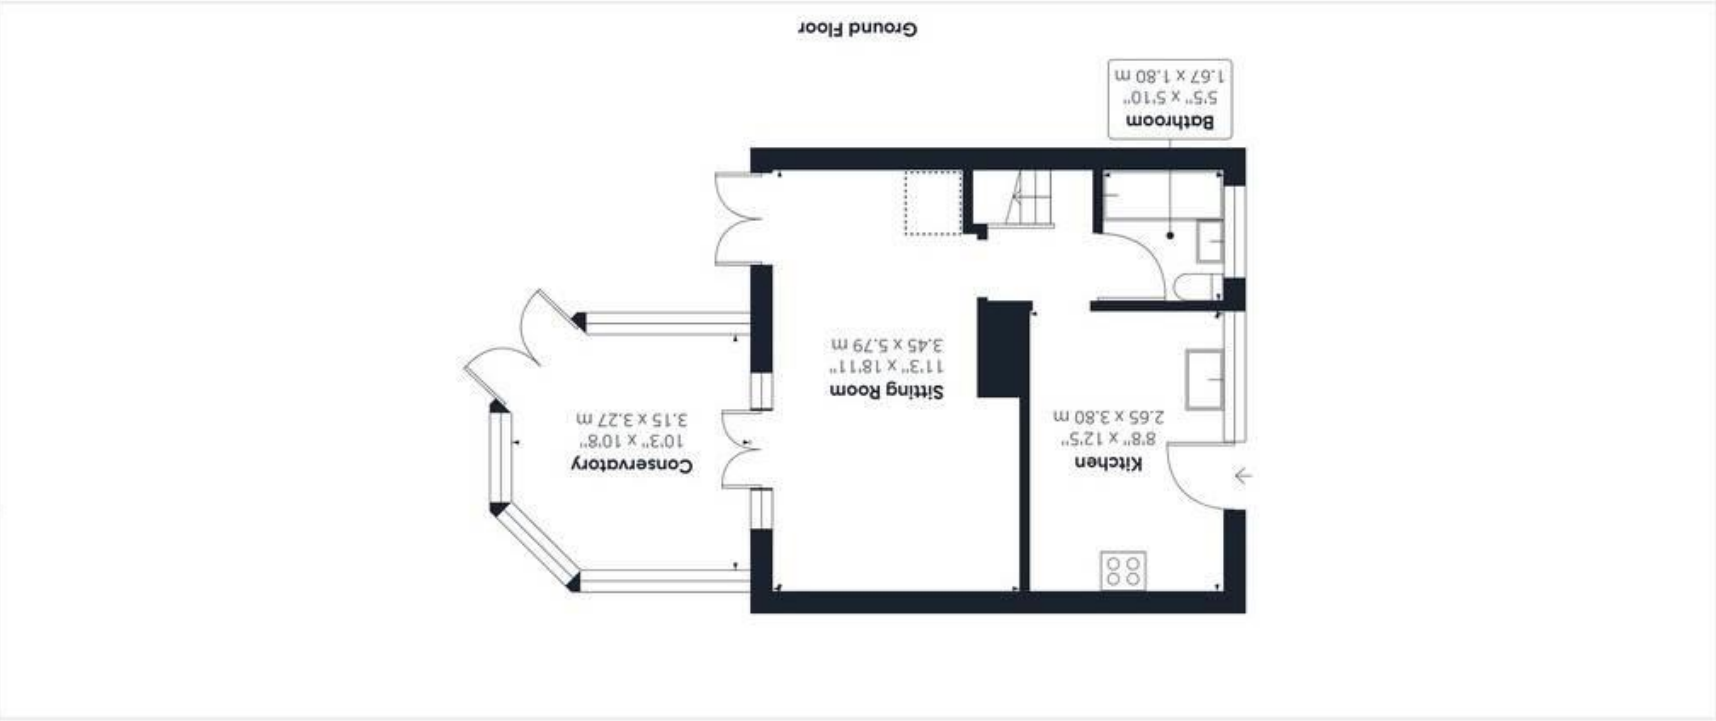 Kitchen
8'8" x 12'5"
2.65 x 3.80 m
Conservatory
10'3" x 10'8"
3.15 x 3.27 m
Sitting Room
11'3" x 18'11"
3.45 x 5.79 m
Bathroom
5'5" x 5'10"
1.67 x 1.80 m
Ground Floor